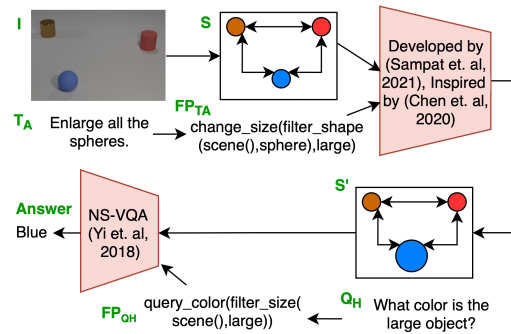 I
S
T_A
Enlarge all the
spheres.
FP_TA
change_size(filter_shape
(scene(),sphere),large)
Developed by
(Sampat et. al,
2021), Inspired
by (Chen et. al,
2020)
S'
Answer
Blue
NS-VQA
(Yi et. al,
2018)
FP_QH
query_color(filter_size(
scene(),large))
Q_H
What color is the
large object?